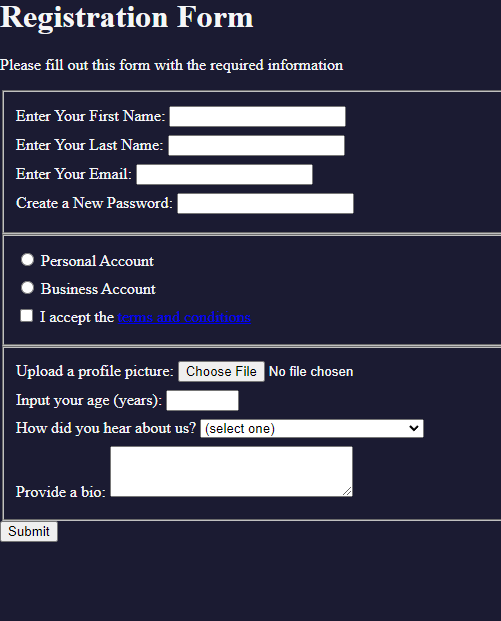 Registration Form
Please fill out this form with the required information
Enter Your First Name:
Enter Your Last Name:
Enter Your Email:
Create a New Password:
Personal Account
Business Account
I accept the terms and conditions
Upload a profile picture: Choose File No file chosen
Input your age (years):
How did you hear about us? (select one)
Provide a bio:
Submit